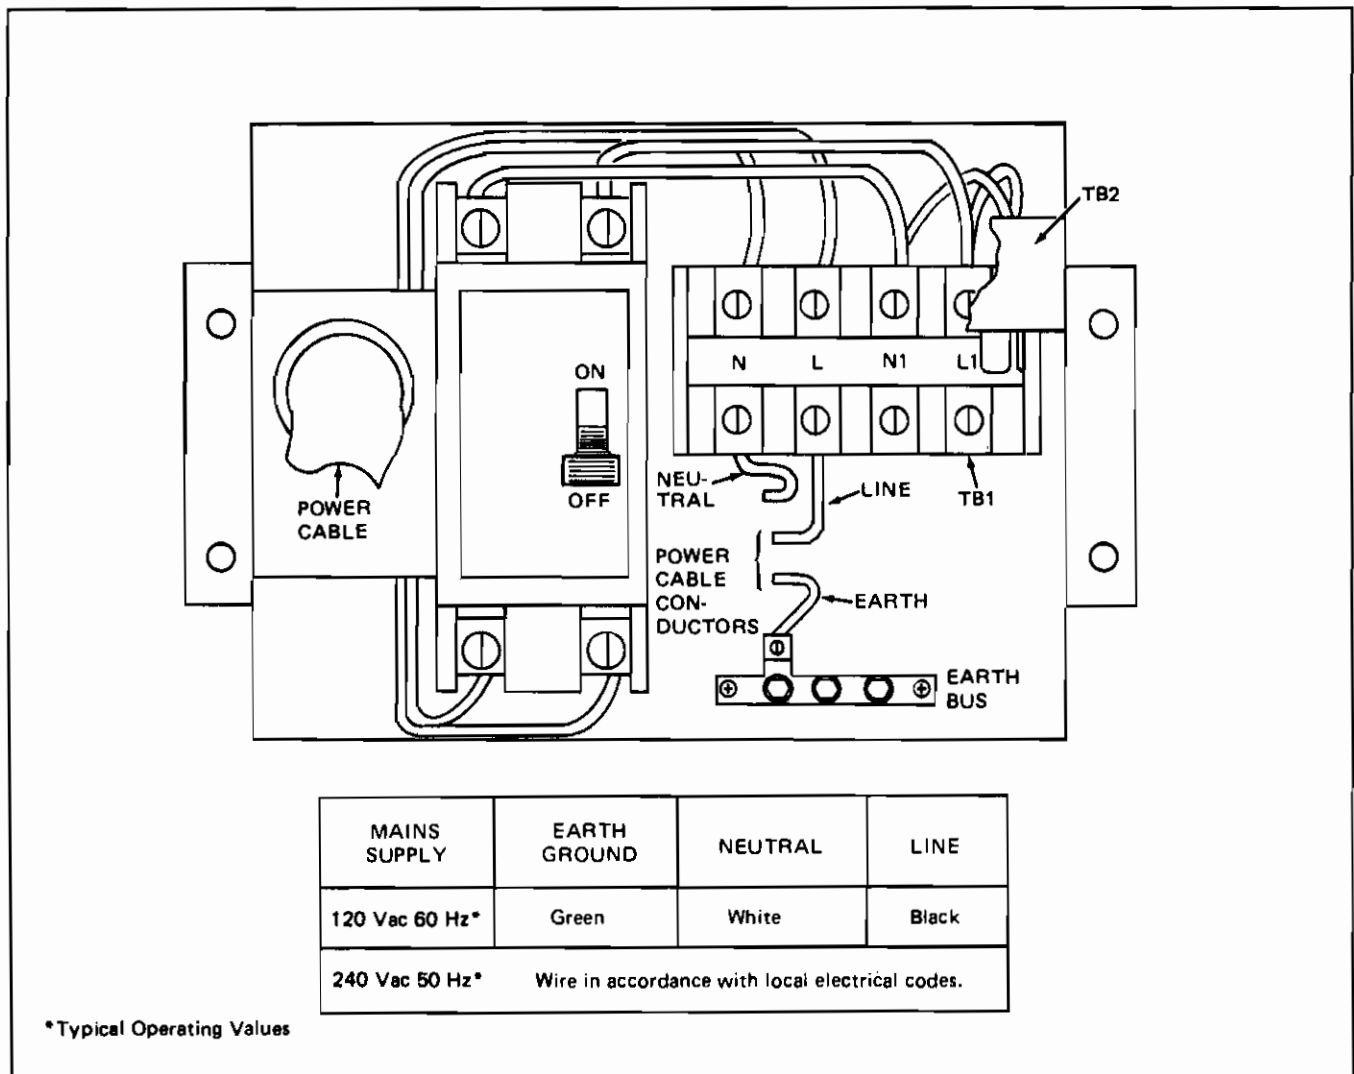 TB2
N L N1 L1
ON
OFF
POWER
CABLE
NEU-
TRAL
LINE
TB1
POWER
CABLE
CON-
DUCTORS
EARTH
EARTH
BUS
MAINS
SUPPLY
EARTH
GROUND
NEUTRAL
LINE
120 Vac 60 Hz* Green White Black
240 Vac 50 Hz* Wire in accordance with local electrical codes.
*Typical Operating Values